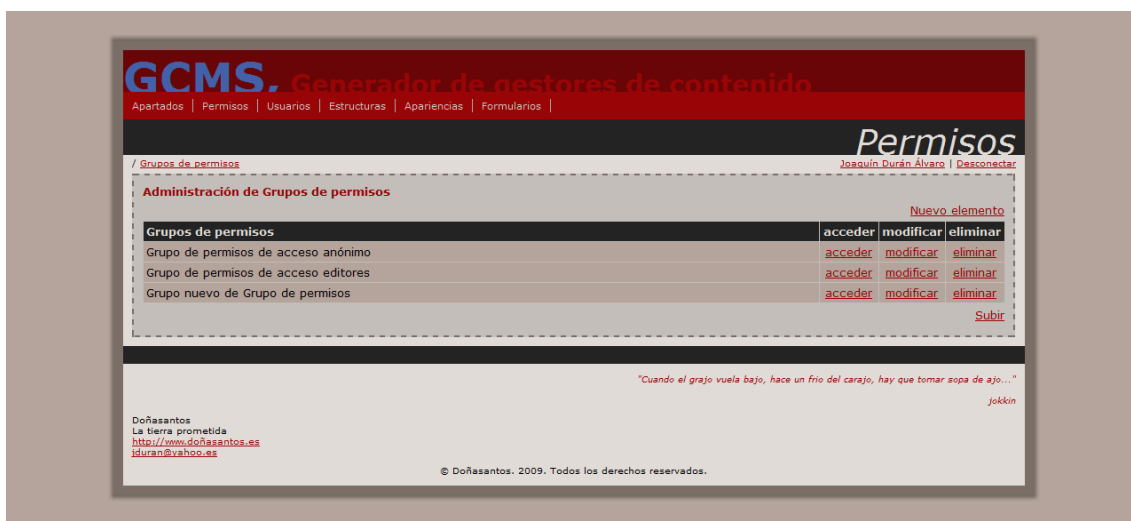 GCMS, Generador de gestores de contenido
Apartados | Permisos | Usuarios | Estructuras | Apariencias | Formularios |
Permisos
/ Grupos de permisos Joaquín Durán Álvaro | Desconectar
Administración de Grupos de permisos
Nuevo elemento
Grupos de permisos acceder modificar eliminar
Grupo de permisos de acceso anónimo acceder modificar eliminar
Grupo de permisos de acceso editores acceder modificar eliminar
Grupo nuevo de Grupo de permisos acceder modificar eliminar
Subir
"Cuando el grajo vuela bajo, hace un frio del carajo, hay que tomar sopa de ajo..."
jokkin
Doñasantos
La tierra prometida
http://www.doñasantos.es
jduran@yahoo.es
© Doñasantos. 2009. Todos los derechos reservados.